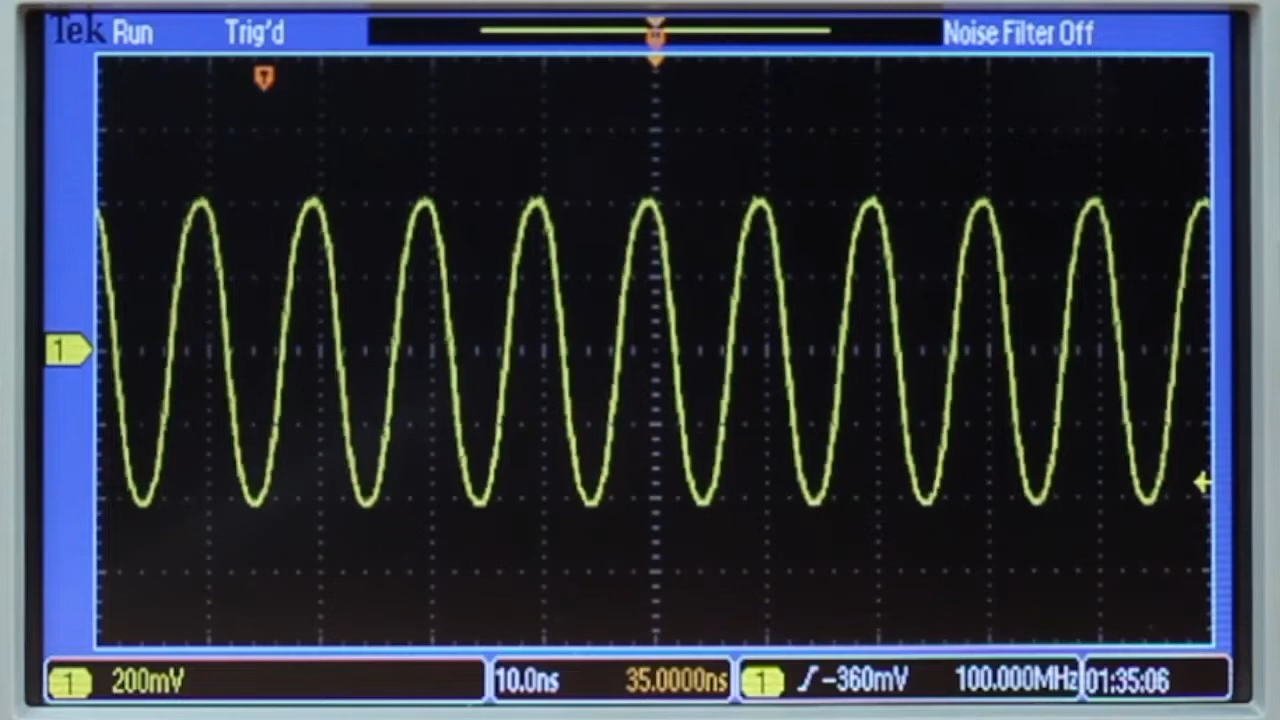 Tek Run Trig'd Noise Filter Off
T
1
1 200mV 10.0ns 35.0000ns 1 ∫ -360mV 100.000MHz 01:35:06